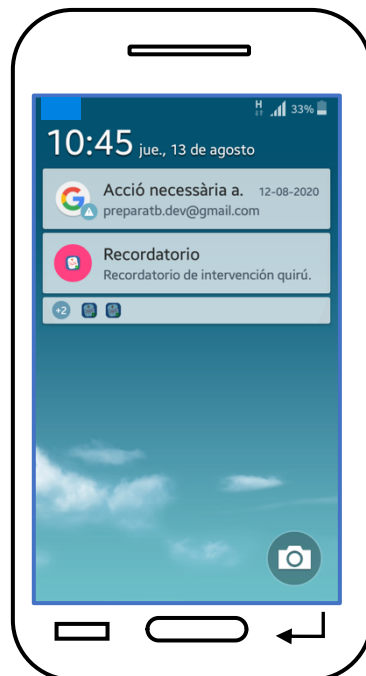 H 33%
10:45 jue., 13 de agosto
Acció necessària a. 12-08-2020
preparatb.dev@gmail.com
Recordatorio
Recordatorio de intervención quirú.
+2